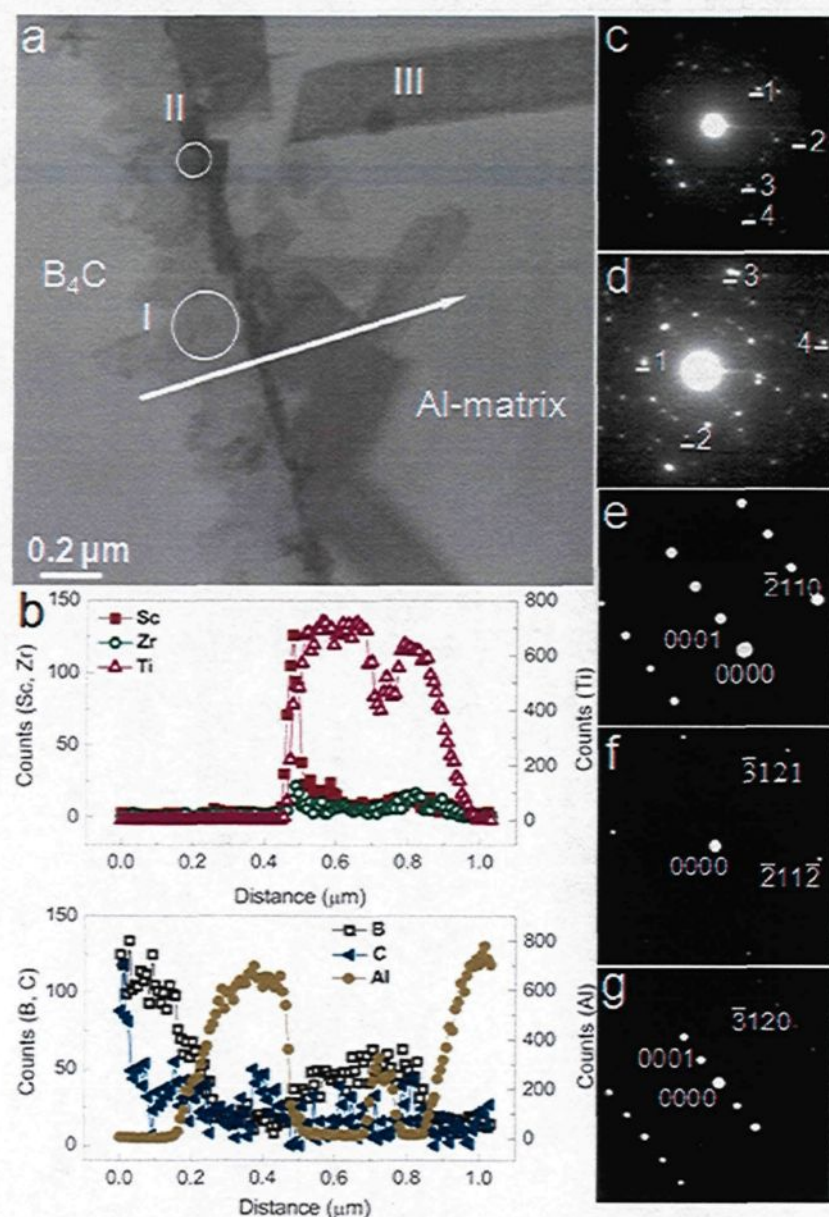 a
II
III
B₄C
I
Al-matrix
0.2 µm
b
150
100
50
0
Sc
Zr
Ti
800
600
400
200
0
Counts (Sc, Zr)
Counts (Ti)
0.0 0.2 0.4 0.6 0.8 1.0
Distance (µm)
150
100
50
0
B
C
Al
800
600
400
200
0
Counts (B, C)
Counts (Al)
0.0 0.2 0.4 0.6 0.8 1.0
Distance (µm)
c
1
2
3
4
d
3
4
1
2
e
2̄110
0001
0000
f
3̄121
0000
2̄112̄
g
3̄120
0001
0000